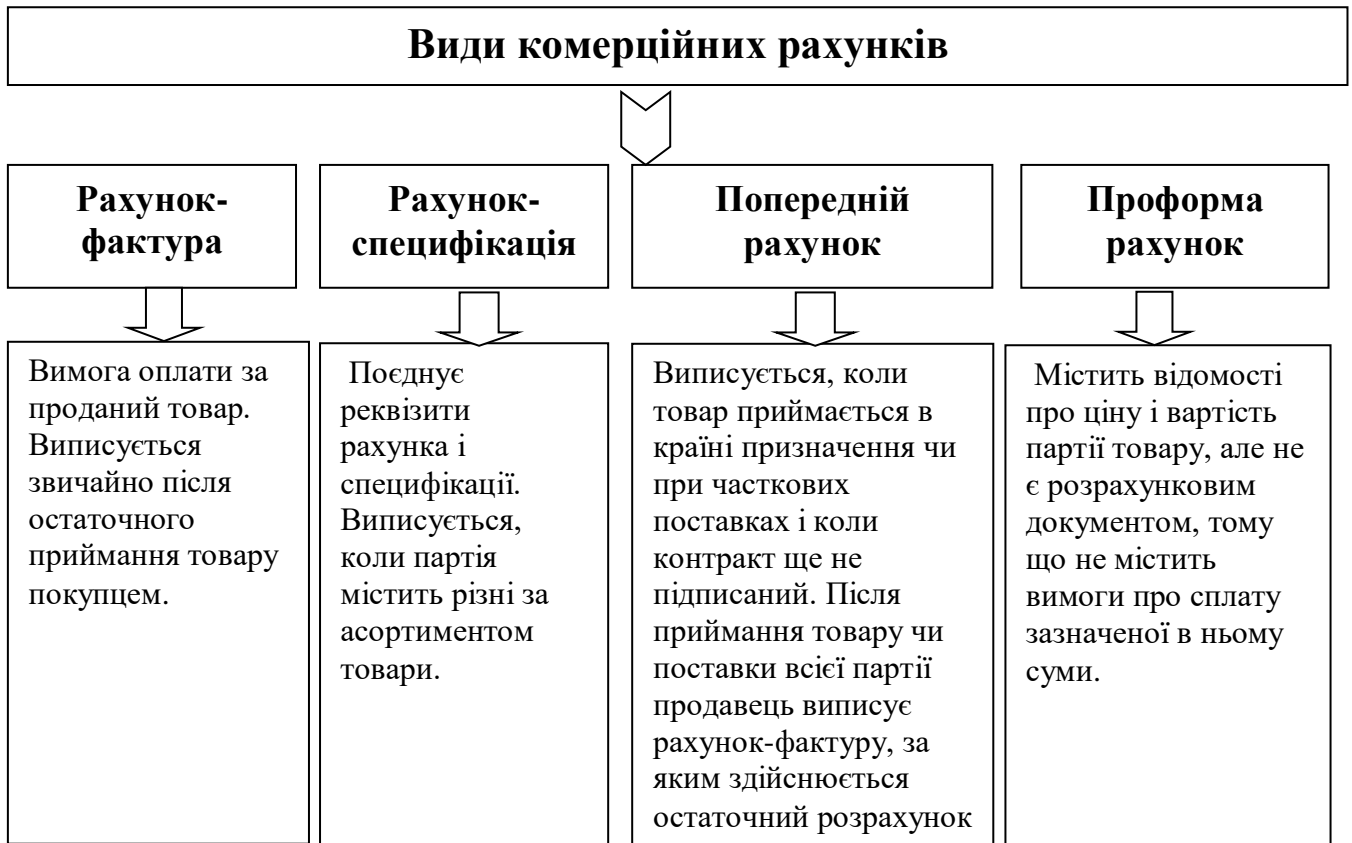 Види комерційних рахунків
Рахунок-
фактура
Рахунок-
специфікація
Попередній
рахунок
Проформа
рахунок
Вимога оплати за
проданий товар.
Виписується
звичайно після
остаточного
приймання товару
покупцем.
Поєднує
реквізити
рахунка і
специфікації.
Виписується,
коли партія
містить різні за
асортиментом
товари.
Виписується, коли
товар приймається в
країні призначення чи
при часткових
поставках і коли
контракт ще не
підписаний. Після
приймання товару чи
поставки всієї партії
продавець виписує
рахунок-фактуру, за
яким здійснюється
остаточний розрахунок
Містить відомості
про ціну і вартість
партії товару, але не
є розрахунковим
документом, тому
що не містить
вимоги про сплату
зазначеної в ньому
суми.